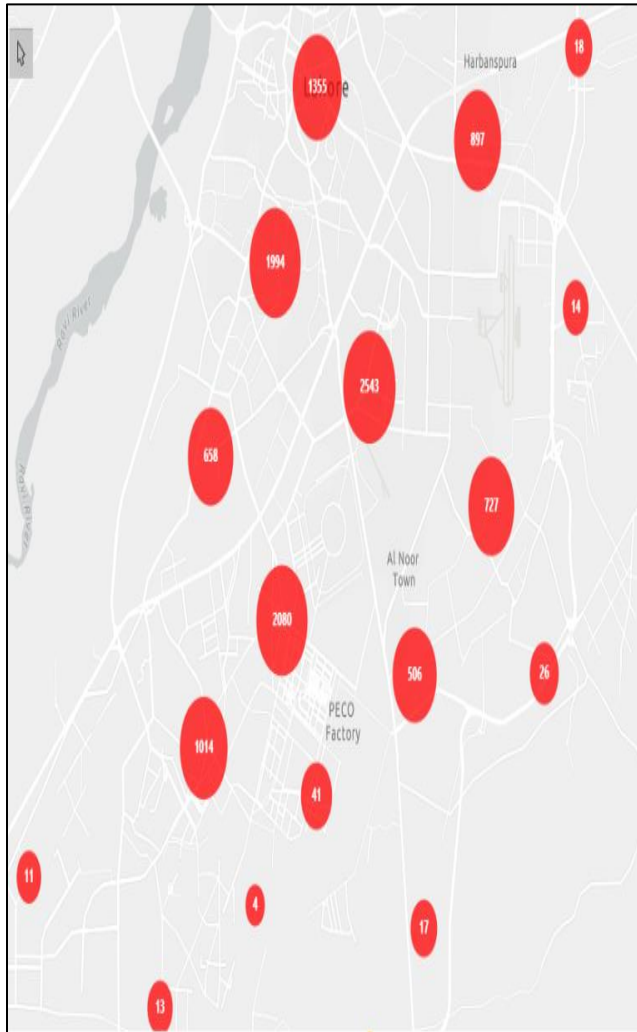 18
Harbanspura
Lahore
1355
897
1994
14
Ravi River
2543
658
Ravi River
727
Al Noor
Town
2080
506
26
PECO
Factory
1014
41
11
4
17
13